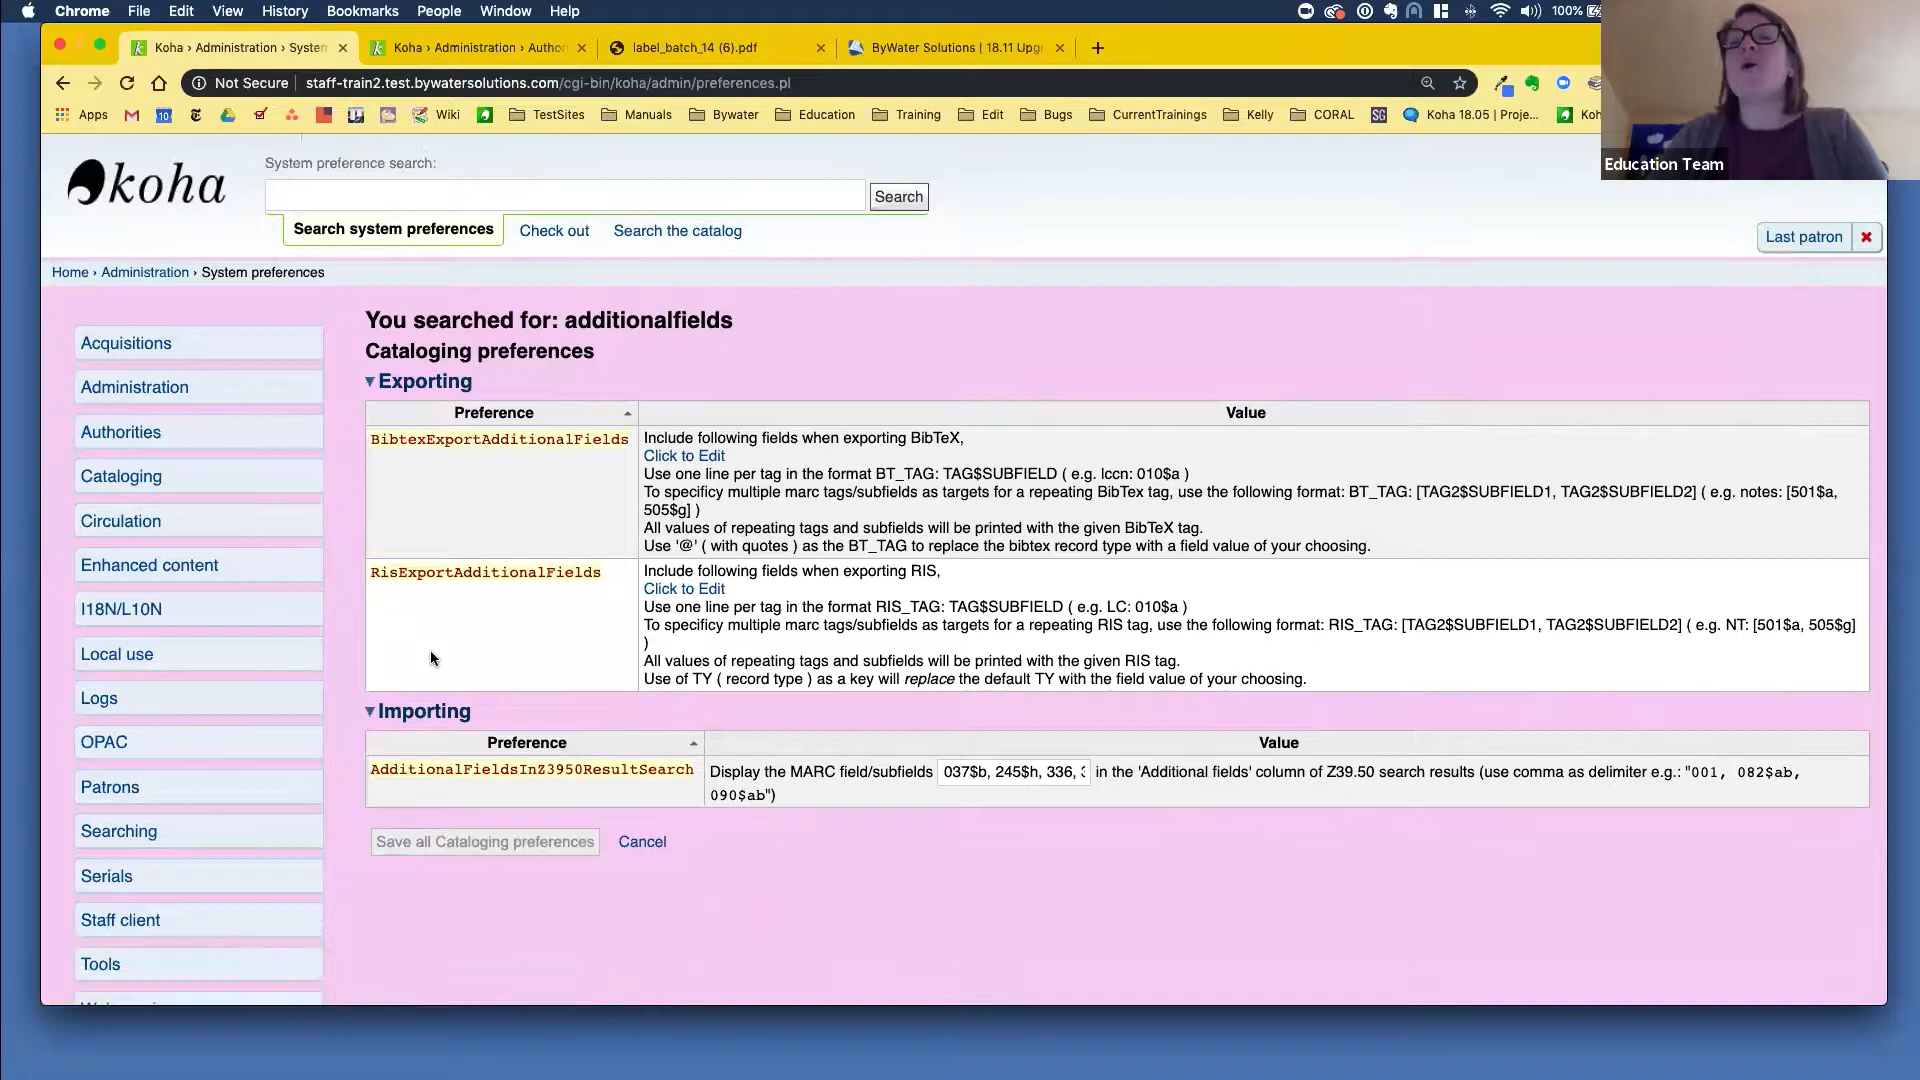 Chrome File Edit View History Bookmarks People Window Help 100%
Koha › Administration › System
Koha › Administration › Author
label_batch_14 (6).pdf
ByWater Solutions | 18.11 Upg
Not Secure staff-train2.test.bywatersolutions.com/cgi-bin/koha/admin/preferences.pl
Apps 10 Wiki TestSites Manuals Bywater Education Training Edit Bugs CurrentTrainings Kelly CORAL SG Koha 18.05 | Proje... Koh
Education Team
koha
System preference search:
Search
Search system preferences Check out Search the catalog
Last patron
Home › Administration › System preferences
Acquisitions
Administration
Authorities
Cataloging
Circulation
Enhanced content
I18N/L10N
Local use
Logs
OPAC
Patrons
Searching
Serials
Staff client
Tools
You searched for: additionalfields
Cataloging preferences
Exporting
Preference Value
BibtexExportAdditionalFields
Include following fields when exporting BibTeX,
Click to Edit
Use one line per tag in the format BT_TAG: TAG$SUBFIELD ( e.g. lccn: 010$a )
To specificy multiple marc tags/subfields as targets for a repeating BibTex tag, use the following format: BT_TAG: [TAG2$SUBFIELD1, TAG2$SUBFIELD2] ( e.g. notes: [501$a,
505$g] )
All values of repeating tags and subfields will be printed with the given BibTeX tag.
Use '@' ( with quotes ) as the BT_TAG to replace the bibtex record type with a field value of your choosing.
RisExportAdditionalFields
Include following fields when exporting RIS,
Click to Edit
Use one line per tag in the format RIS_TAG: TAG$SUBFIELD ( e.g. LC: 010$a )
To specificy multiple marc tags/subfields as targets for a repeating RIS tag, use the following format: RIS_TAG: [TAG2$SUBFIELD1, TAG2$SUBFIELD2] ( e.g. NT: [501$a, 505$g]
)
All values of repeating tags and subfields will be printed with the given RIS tag.
Use of TY ( record type ) as a key will replace the default TY with the field value of your choosing.
Importing
Preference Value
AdditionalFieldsInZ3950ResultSearch
Display the MARC field/subfields 037$b, 245$h, 336, in the 'Additional fields' column of Z39.50 search results (use comma as delimiter e.g.: "001, 082$ab,
090$ab")
Save all Cataloging preferences Cancel